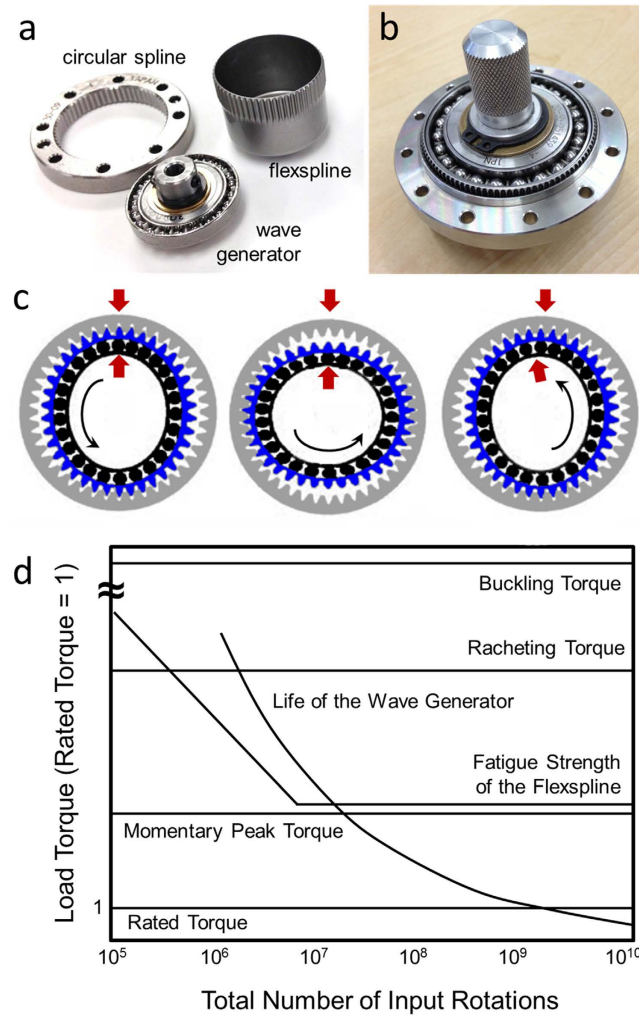 a
circular spline
flexspline
wave
generator
b
JAPAN
JPN
c
d
Load Torque (Rated Torque = 1)
Buckling Torque
Racheting Torque
Life of the Wave Generator
Fatigue Strength
of the Flexspline
Momentary Peak Torque
1
Rated Torque
10⁵ 10⁶ 10⁷ 10⁸ 10⁹ 10¹⁰
Total Number of Input Rotations